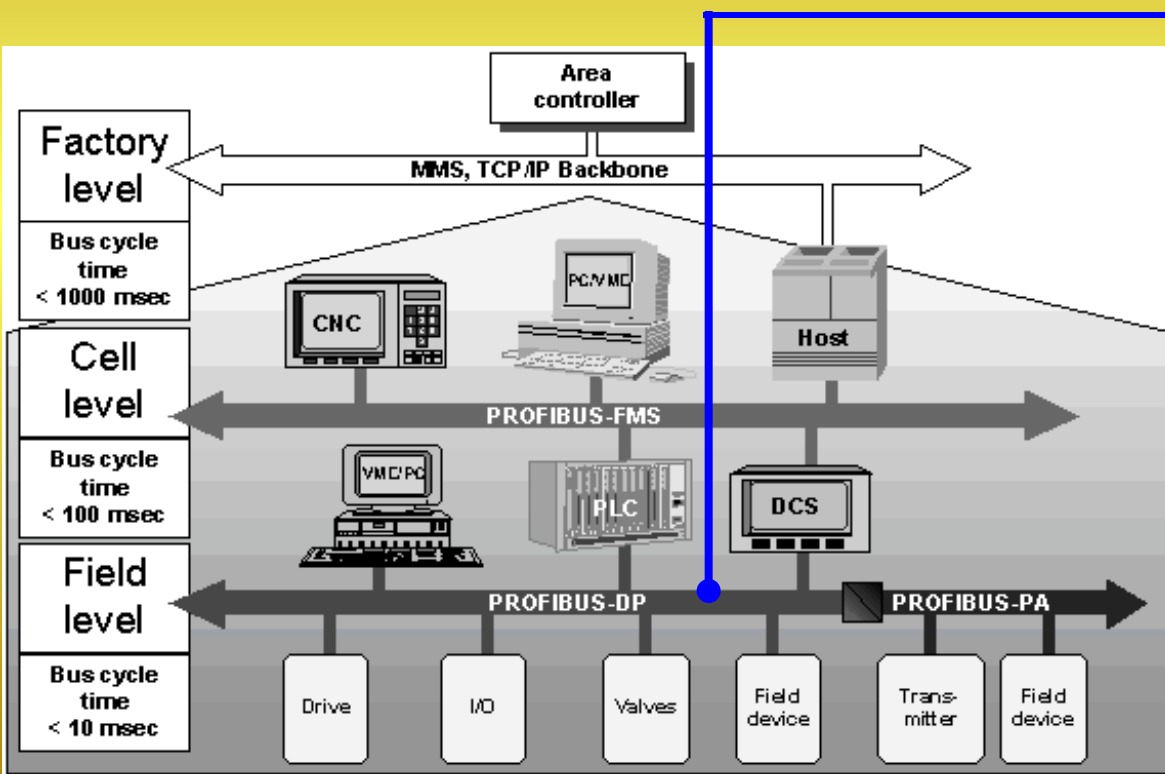 Area
controller
Factory
level
MMS, TCP/IP Backbone
Bus cycle
time
< 1000 msec
CNC
PC/VME
Host
Cell
level
PROFIBUS-FMS
Bus cycle
time
< 100 msec
VME/PC
PLC
DCS
Field
level
PROFIBUS-DP
PROFIBUS-PA
Bus cycle
time
< 10 msec
Drive
I/O
Valves
Field
device
Trans-
mitter
Field
device